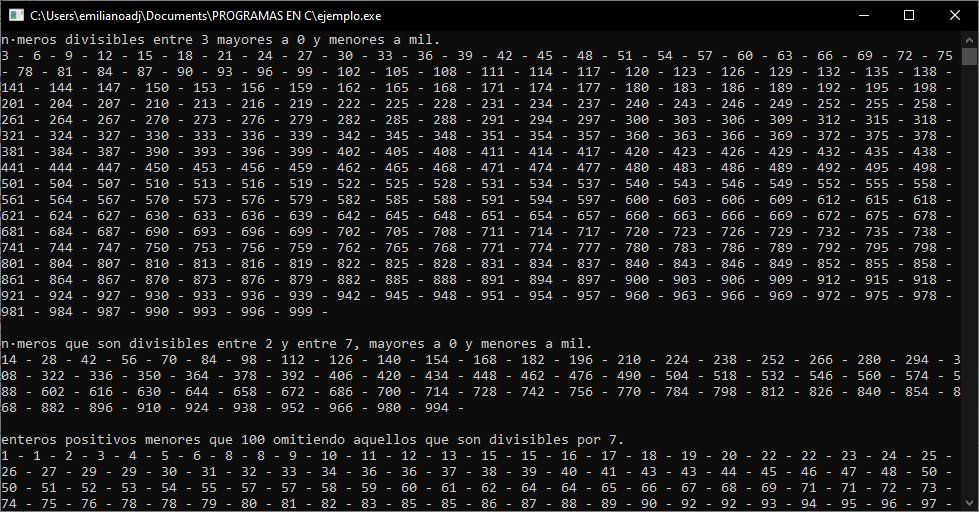 C:\Users\emilianoadj\Documents\PROGRAMAS EN C\ejemplo.exe
n·meros divisibles entre 3 mayores a 0 y menores a mil.
3 - 6 - 9 - 12 - 15 - 18 - 21 - 24 - 27 - 30 - 33 - 36 - 39 - 42 - 45 - 48 - 51 - 54 - 57 - 60 - 63 - 66 - 69 - 72 - 75
- 78 - 81 - 84 - 87 - 90 - 93 - 96 - 99 - 102 - 105 - 108 - 111 - 114 - 117 - 120 - 123 - 126 - 129 - 132 - 135 - 138 -
141 - 144 - 147 - 150 - 153 - 156 - 159 - 162 - 165 - 168 - 171 - 174 - 177 - 180 - 183 - 186 - 189 - 192 - 195 - 198 -
201 - 204 - 207 - 210 - 213 - 216 - 219 - 222 - 225 - 228 - 231 - 234 - 237 - 240 - 243 - 246 - 249 - 252 - 255 - 258 -
261 - 264 - 267 - 270 - 273 - 276 - 279 - 282 - 285 - 288 - 291 - 294 - 297 - 300 - 303 - 306 - 309 - 312 - 315 - 318 -
321 - 324 - 327 - 330 - 333 - 336 - 339 - 342 - 345 - 348 - 351 - 354 - 357 - 360 - 363 - 366 - 369 - 372 - 375 - 378 -
381 - 384 - 387 - 390 - 393 - 396 - 399 - 402 - 405 - 408 - 411 - 414 - 417 - 420 - 423 - 426 - 429 - 432 - 435 - 438 -
441 - 444 - 447 - 450 - 453 - 456 - 459 - 462 - 465 - 468 - 471 - 474 - 477 - 480 - 483 - 486 - 489 - 492 - 495 - 498 -
501 - 504 - 507 - 510 - 513 - 516 - 519 - 522 - 525 - 528 - 531 - 534 - 537 - 540 - 543 - 546 - 549 - 552 - 555 - 558 -
561 - 564 - 567 - 570 - 573 - 576 - 579 - 582 - 585 - 588 - 591 - 594 - 597 - 600 - 603 - 606 - 609 - 612 - 615 - 618 -
621 - 624 - 627 - 630 - 633 - 636 - 639 - 642 - 645 - 648 - 651 - 654 - 657 - 660 - 663 - 666 - 669 - 672 - 675 - 678 -
681 - 684 - 687 - 690 - 693 - 696 - 699 - 702 - 705 - 708 - 711 - 714 - 717 - 720 - 723 - 726 - 729 - 732 - 735 - 738 -
741 - 744 - 747 - 750 - 753 - 756 - 759 - 762 - 765 - 768 - 771 - 774 - 777 - 780 - 783 - 786 - 789 - 792 - 795 - 798 -
801 - 804 - 807 - 810 - 813 - 816 - 819 - 822 - 825 - 828 - 831 - 834 - 837 - 840 - 843 - 846 - 849 - 852 - 855 - 858 -
861 - 864 - 867 - 870 - 873 - 876 - 879 - 882 - 885 - 888 - 891 - 894 - 897 - 900 - 903 - 906 - 909 - 912 - 915 - 918 -
921 - 924 - 927 - 930 - 933 - 936 - 939 - 942 - 945 - 948 - 951 - 954 - 957 - 960 - 963 - 966 - 969 - 972 - 975 - 978 -
981 - 984 - 987 - 990 - 993 - 996 - 999 -
n·meros que son divisibles entre 2 y entre 7, mayores a 0 y menores a mil.
14 - 28 - 42 - 56 - 70 - 84 - 98 - 112 - 126 - 140 - 154 - 168 - 182 - 196 - 210 - 224 - 238 - 252 - 266 - 280 - 294 - 3
08 - 322 - 336 - 350 - 364 - 378 - 392 - 406 - 420 - 434 - 448 - 462 - 476 - 490 - 504 - 518 - 532 - 546 - 560 - 574 - 5
88 - 602 - 616 - 630 - 644 - 658 - 672 - 686 - 700 - 714 - 728 - 742 - 756 - 770 - 784 - 798 - 812 - 826 - 840 - 854 - 8
68 - 882 - 896 - 910 - 924 - 938 - 952 - 966 - 980 - 994 -
enteros positivos menores que 100 omitiendo aquellos que son divisibles por 7.
1 - 1 - 2 - 3 - 4 - 5 - 6 - 8 - 8 - 9 - 10 - 11 - 12 - 13 - 15 - 15 - 16 - 17 - 18 - 19 - 20 - 22 - 22 - 23 - 24 - 25 -
26 - 27 - 29 - 29 - 30 - 31 - 32 - 33 - 34 - 36 - 36 - 37 - 38 - 39 - 40 - 41 - 43 - 43 - 44 - 45 - 46 - 47 - 48 - 50 -
50 - 51 - 52 - 53 - 54 - 55 - 57 - 57 - 58 - 59 - 60 - 61 - 62 - 64 - 64 - 65 - 66 - 67 - 68 - 69 - 71 - 71 - 72 - 73 -
74 - 75 - 76 - 78 - 78 - 79 - 80 - 81 - 82 - 83 - 85 - 85 - 86 - 87 - 88 - 89 - 90 - 92 - 92 - 93 - 94 - 95 - 96 - 97 -